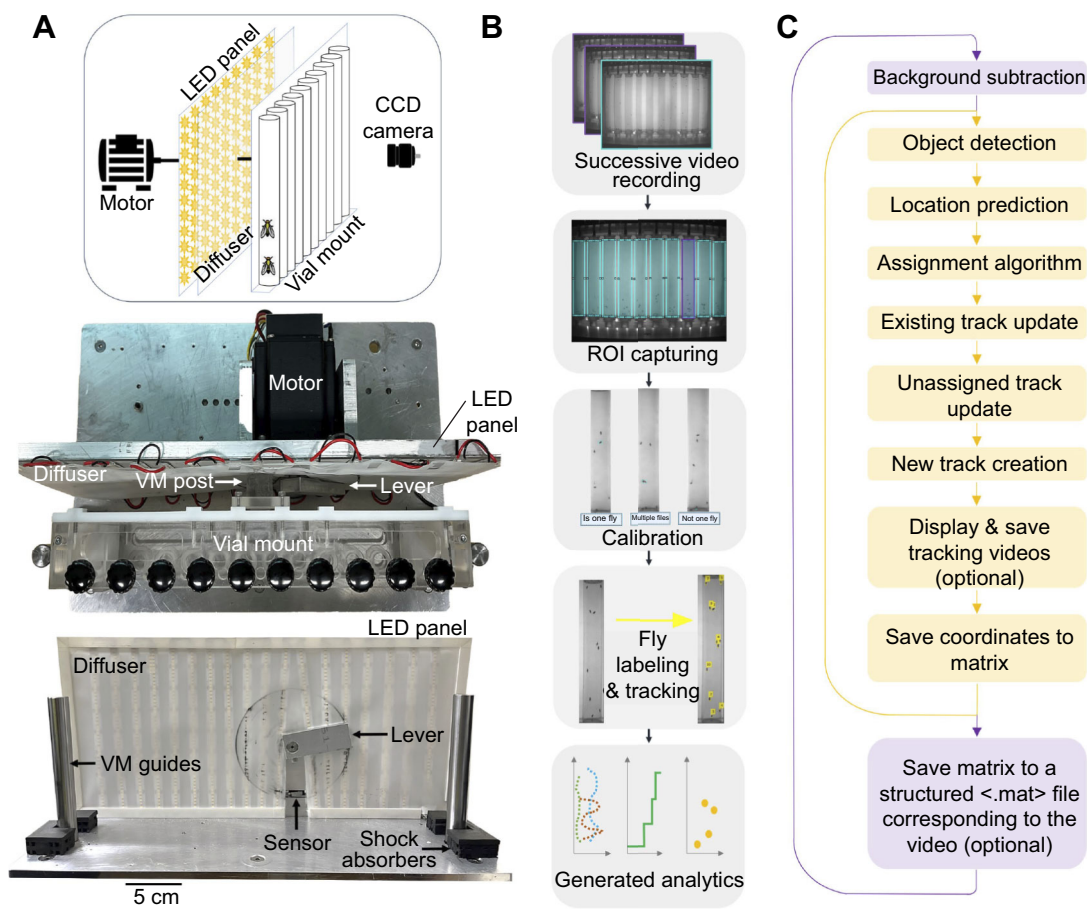 A
LED panel
CCD
camera
Motor
Diffuser
Vial mount
Motor
LED
panel
Diffuser
VM post
Lever
Vial mount
LED panel
Diffuser
Lever
VM guides
Sensor
Shock
absorbers
5 cm
B
Successive video
recording
ROI capturing
Is one fly
Multiple files
Not one fly
Calibration
Fly
labeling
& tracking
Generated analytics
C
Background subtraction
Object detection
Location prediction
Assignment algorithm
Existing track update
Unassigned track
update
New track creation
Display & save
tracking videos
(optional)
Save coordinates to
matrix
Save matrix to a
structured <.mat> file
corresponding to the
video (optional)